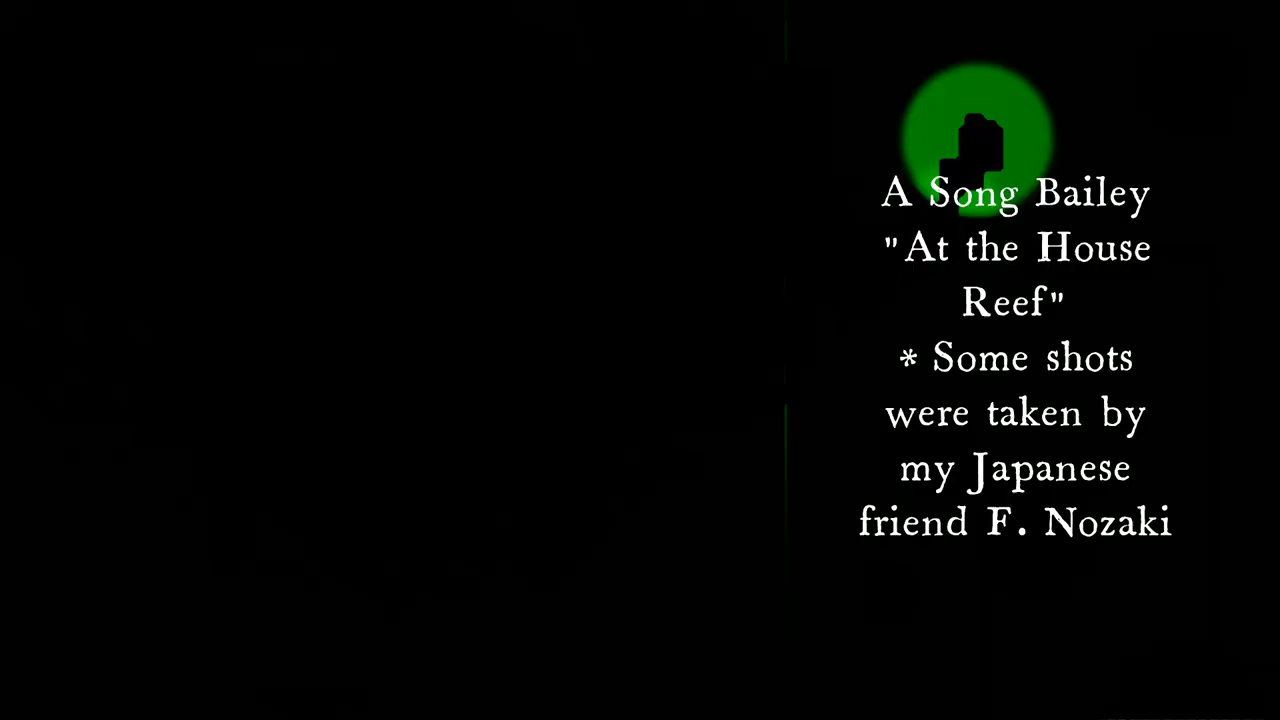 A Song Bailey
"At the House
Reef"
* Some shots
were taken by
my Japanese
friend F. Nozaki